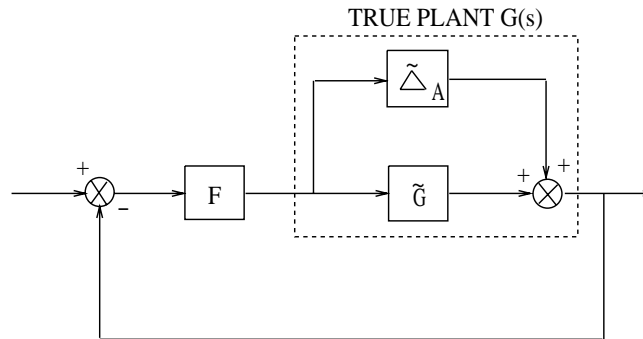 TRUE PLANT G(s)
Δ̃ A
+
+
+
F
G̃
-